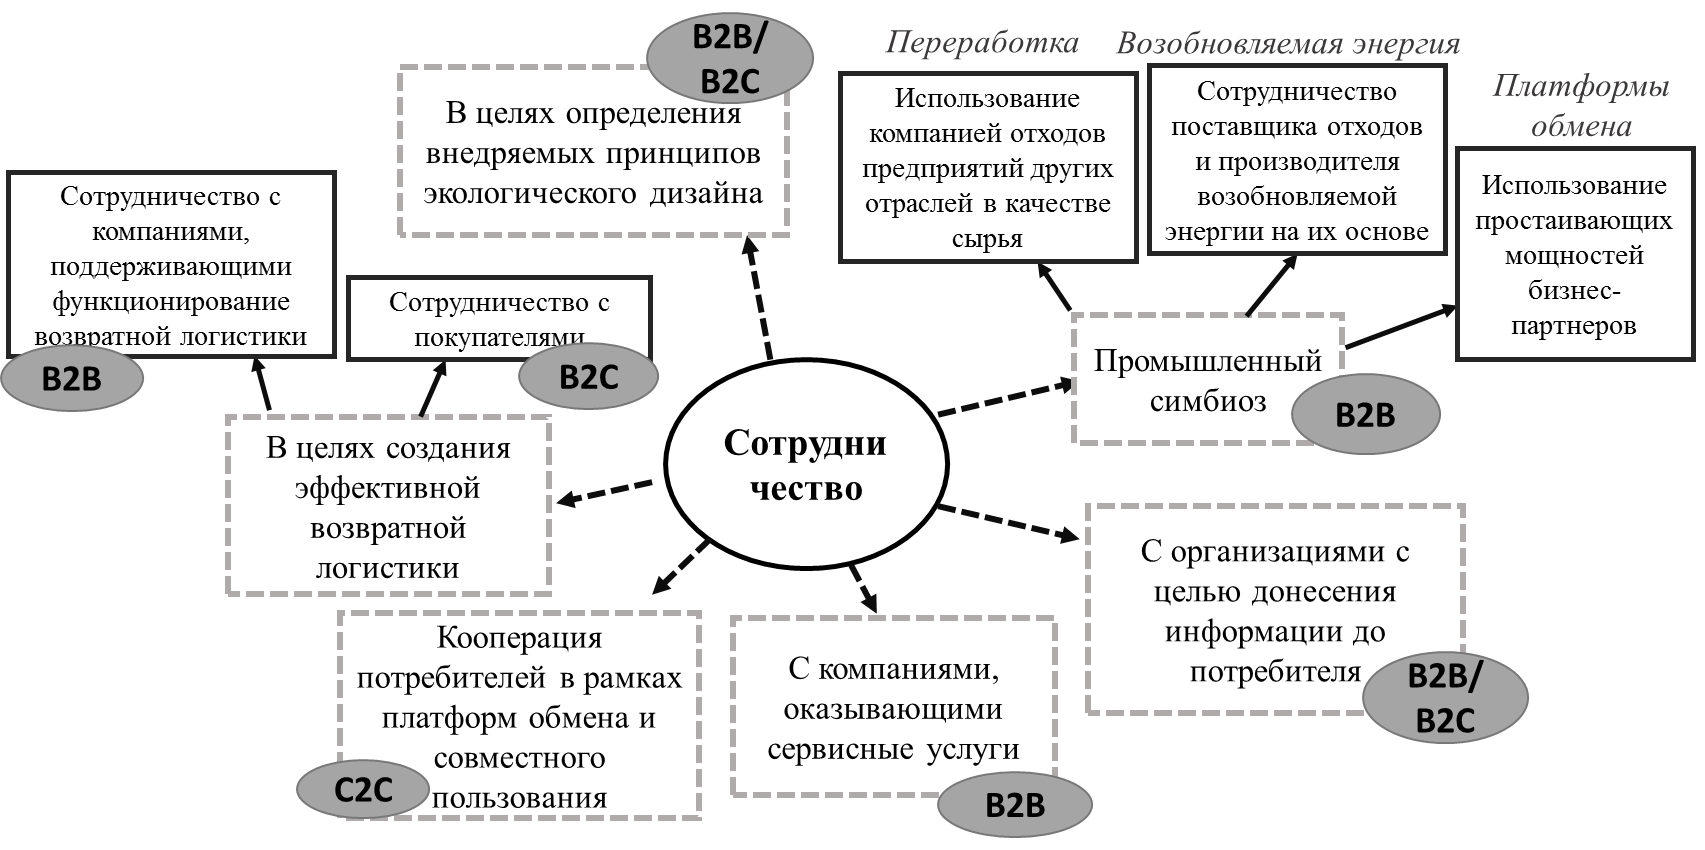 B2B/
B2C
В целях определения
внедряемых принципов
экологического дизайна
Переработка
Использование
компанией отходов
предприятий других
отраслей в качестве
сырья
Возобновляемая энергия
Сотрудничество
поставщика отходов
и производителя
возобновляемой
энергии на их основе
Платформы
обмена
Использование
простаивающих
мощностей
бизнес-
партнеров
Сотрудничество с
компаниями,
поддерживающими
функционирование
возвратной логистики
B2B
Сотрудничество с
покупателями
B2C
Промышленный
симбиоз
B2B
Сотрудни
чество
В целях создания
эффективной
возвратной
логистики
С организациями с
целью донесения
информации до
потребителя
B2B/
B2C
Кооперация
потребителей в рамках
платформ обмена и
совместного
пользования
C2C
С компаниями,
оказывающими
сервисные услуги
B2B